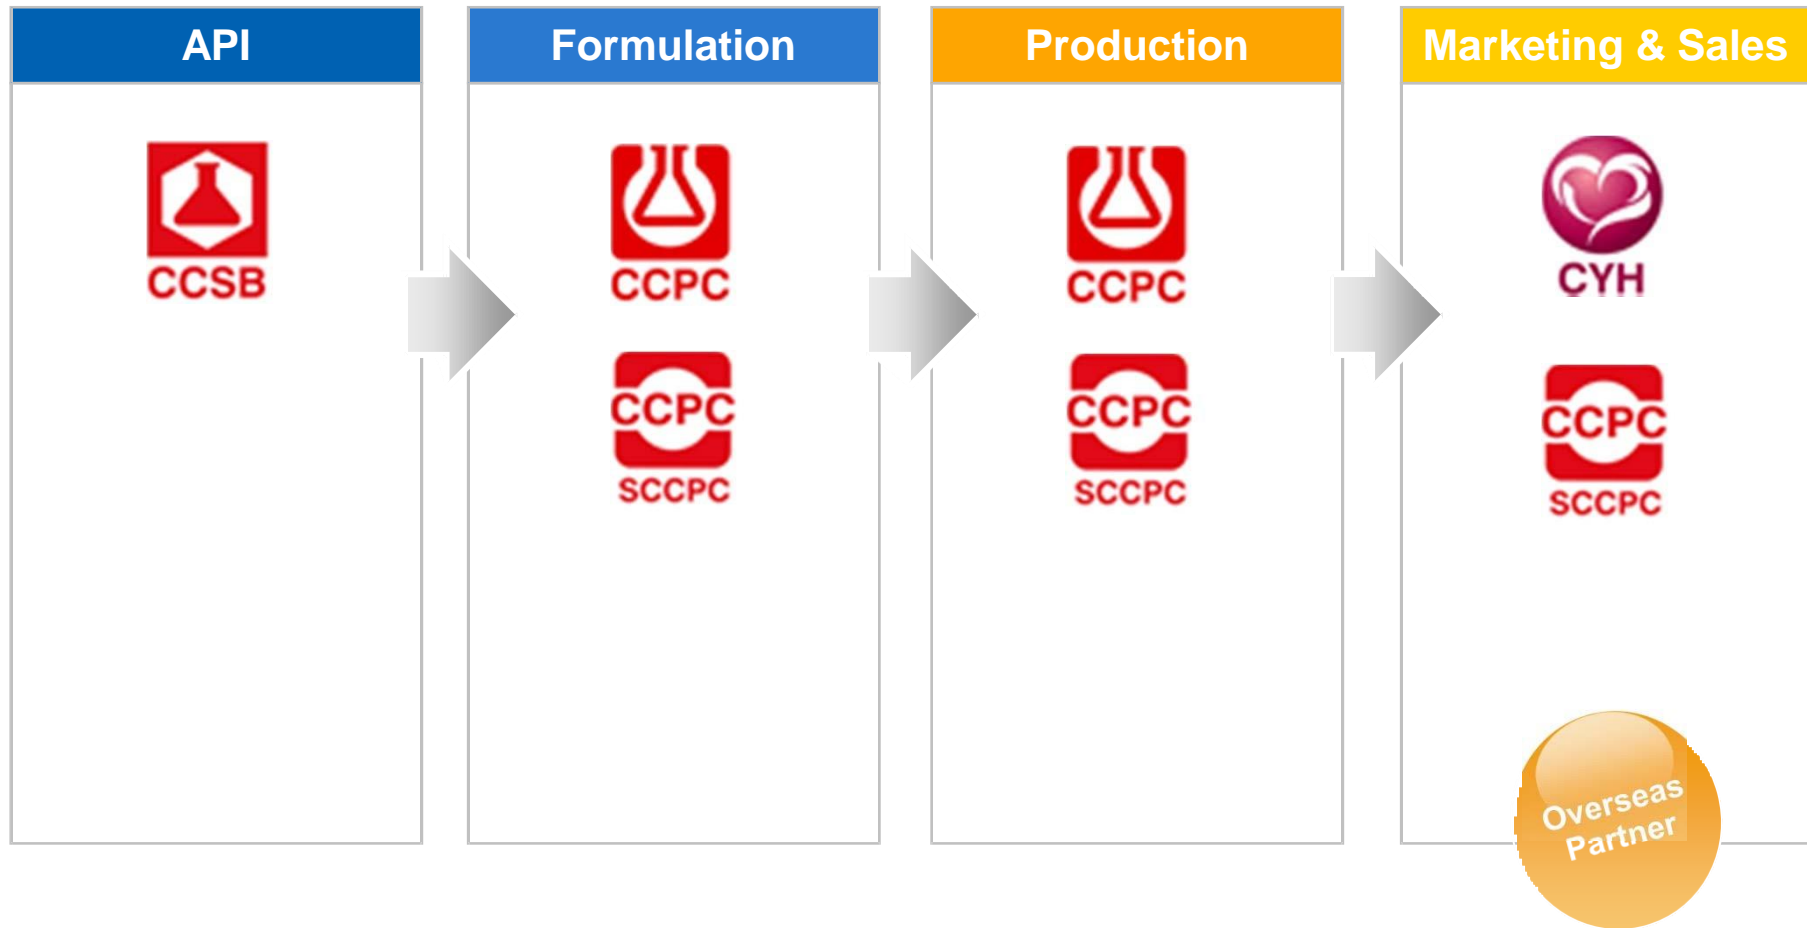 API
CCSB
Formulation
CCPC
CCPC
SCCPC
Production
CCPC
CCPC
SCCPC
Marketing & Sales
CYH
CCPC
SCCPC
Overseas
Partner